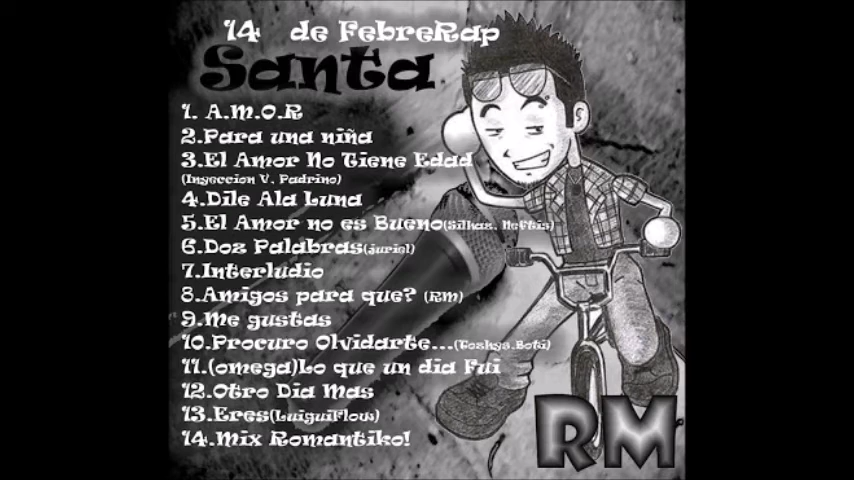 14 de FebreRap
Santa
1. A.M.O.R
2.Para una niña
3.El Amor No Tiene Edad
(Inyeccion V. Padrino)
4.Dile Ala Luna
5.El Amor no es Bueno(Silhaz. Neftis)
6.Doz Palabras(juriel)
7.Interludio
8.Amigos para que? (RM)
9.Me gustas
10.Procuro Olvidarte...(Tozhys.Boti)
11.(omega)Lo que un dia Fui
12.Otro Dia Mas
13.Eres(LuiguiFlow)
14.Mix Romantiko!
RM